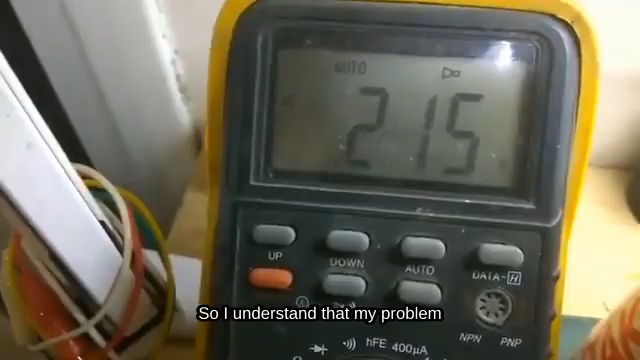 AUTO
215
UP
DOWN
AUTO
DATA-H
So I understand that my problem
hFE 400µA
NPN PNP